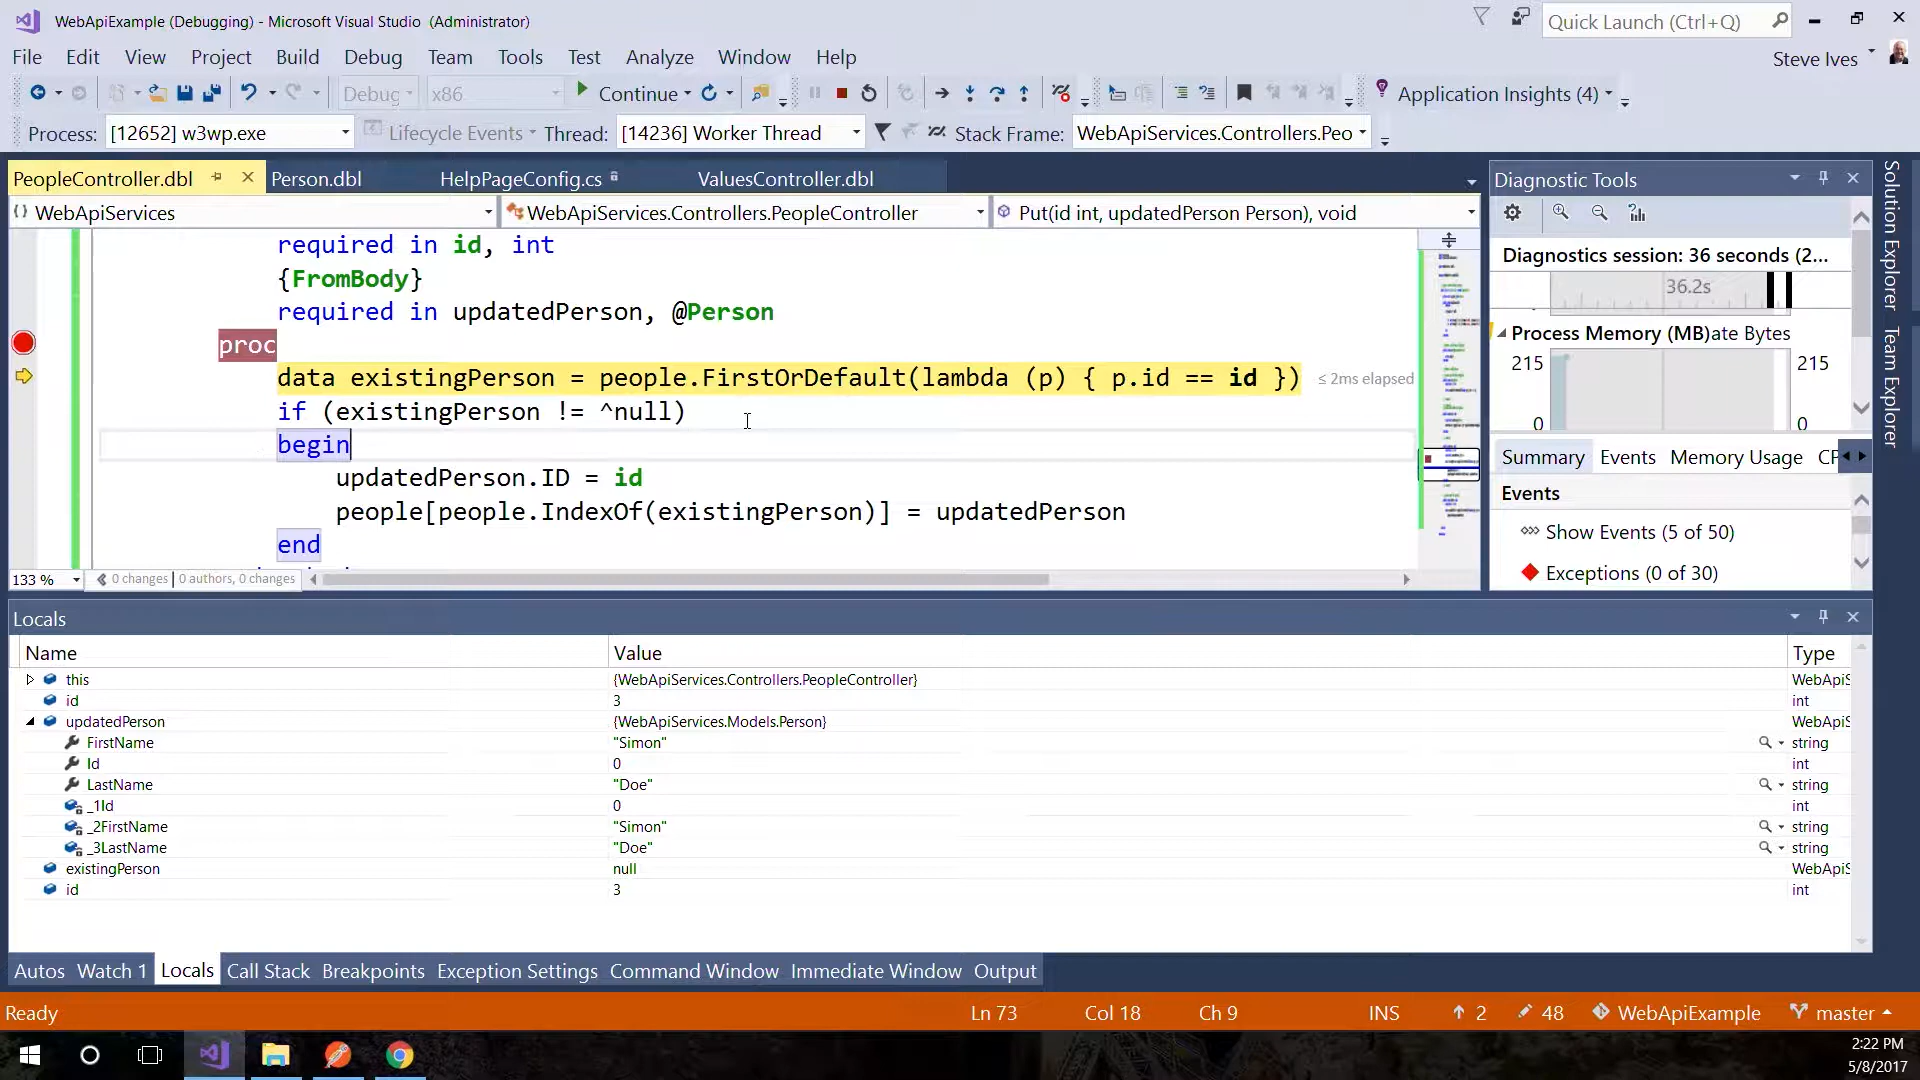 WebApiExample (Debugging) - Microsoft Visual Studio (Administrator)
Quick Launch (Ctrl+Q)
File Edit View Project Build Debug Team Tools Test Analyze Window Help
Steve Ives
Debug x86 Continue Application Insights (4)
Process: [12652] w3wp.exe Lifecycle Events Thread: [14236] Worker Thread Stack Frame: WebApiServices.Controllers.Peo
PeopleController.dbl Person.dbl HelpPageConfig.cs ValuesController.dbl
WebApiServices WebApiServices.Controllers.PeopleController Put(id int, updatedPerson Person), void
required in id, int
{FromBody}
required in updatedPerson, @Person
proc
data existingPerson = people.FirstOrDefault(lambda (p) { p.id == id }) ≤ 2ms elapsed
if (existingPerson != ^null)
begin
updatedPerson.ID = id
people[people.IndexOf(existingPerson)] = updatedPerson
end
133 % 0 changes | 0 authors, 0 changes
Diagnostic Tools
Diagnostics session: 36 seconds (2...
36.2s
Process Memory (MB)ate Bytes
215 215
0 0
Summary Events Memory Usage CP
Events
Show Events (5 of 50)
Exceptions (0 of 30)
Solution Explorer
Team Explorer
Locals
Name Value Type
this {WebApiServices.Controllers.PeopleController} WebApiS
id 3 int
updatedPerson {WebApiServices.Models.Person} WebApiS
FirstName "Simon" string
Id 0 int
LastName "Doe" string
_1Id 0 int
_2FirstName "Simon" string
_3LastName "Doe" string
existingPerson null WebApiS
id 3 int
Autos Watch 1 Locals Call Stack Breakpoints Exception Settings Command Window Immediate Window Output
Ready Ln 73 Col 18 Ch 9 INS 2 48 WebApiExample master
2:22 PM
5/8/2017